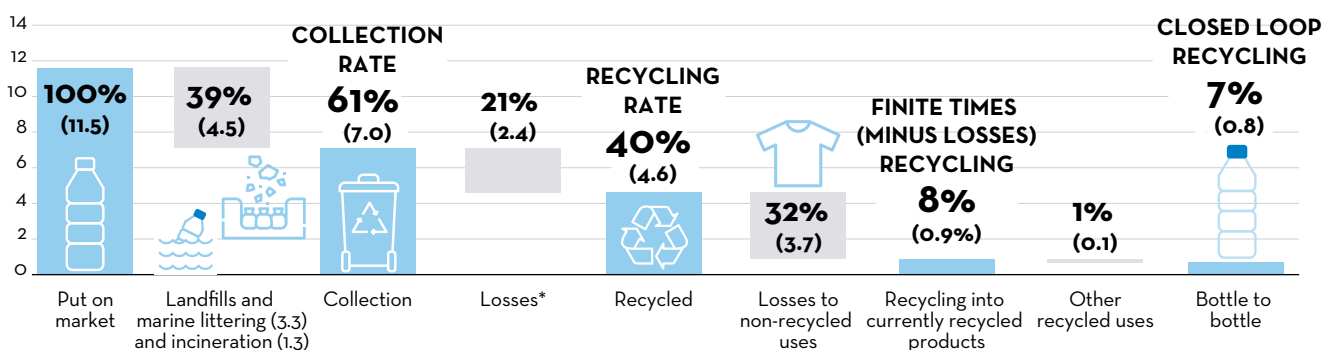 14
12
10
8
6
4
2
0
100%
(11.5)
Put on
market
39%
(4.5)
Landfills and
marine littering (3.3)
and incineration (1.3)
COLLECTION
RATE
61%
(7.0)
Collection
21%
(2.4)
Losses*
RECYCLING
RATE
40%
(4.6)
Recycled
32%
(3.7)
Losses to
non-recycled
uses
FINITE TIMES
(MINUS LOSSES)
RECYCLING
8%
(0.9%)
Recycling into
currently recycled
products
1%
(0.1)
Other
recycled uses
CLOSED LOOP
RECYCLING
7%
(0.8)
Bottle to
bottle